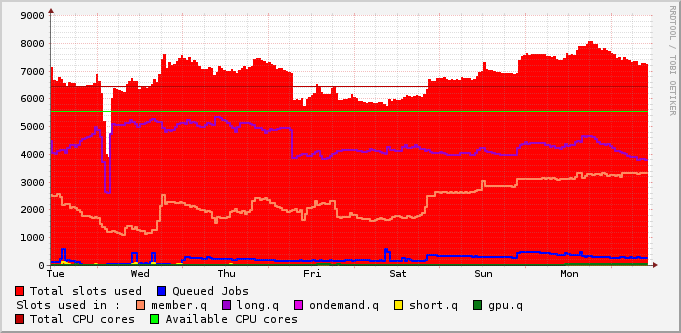 9000
8000
7000
6000
5000
4000
3000
2000
1000
0
Tue Wed Thu Fri Sat Sun Mon
RRDTOOL / TOBI OETIKER
Total slots used Queued Jobs
Slots used in : member.q long.q ondemand.q short.q gpu.q
Total CPU cores Available CPU cores